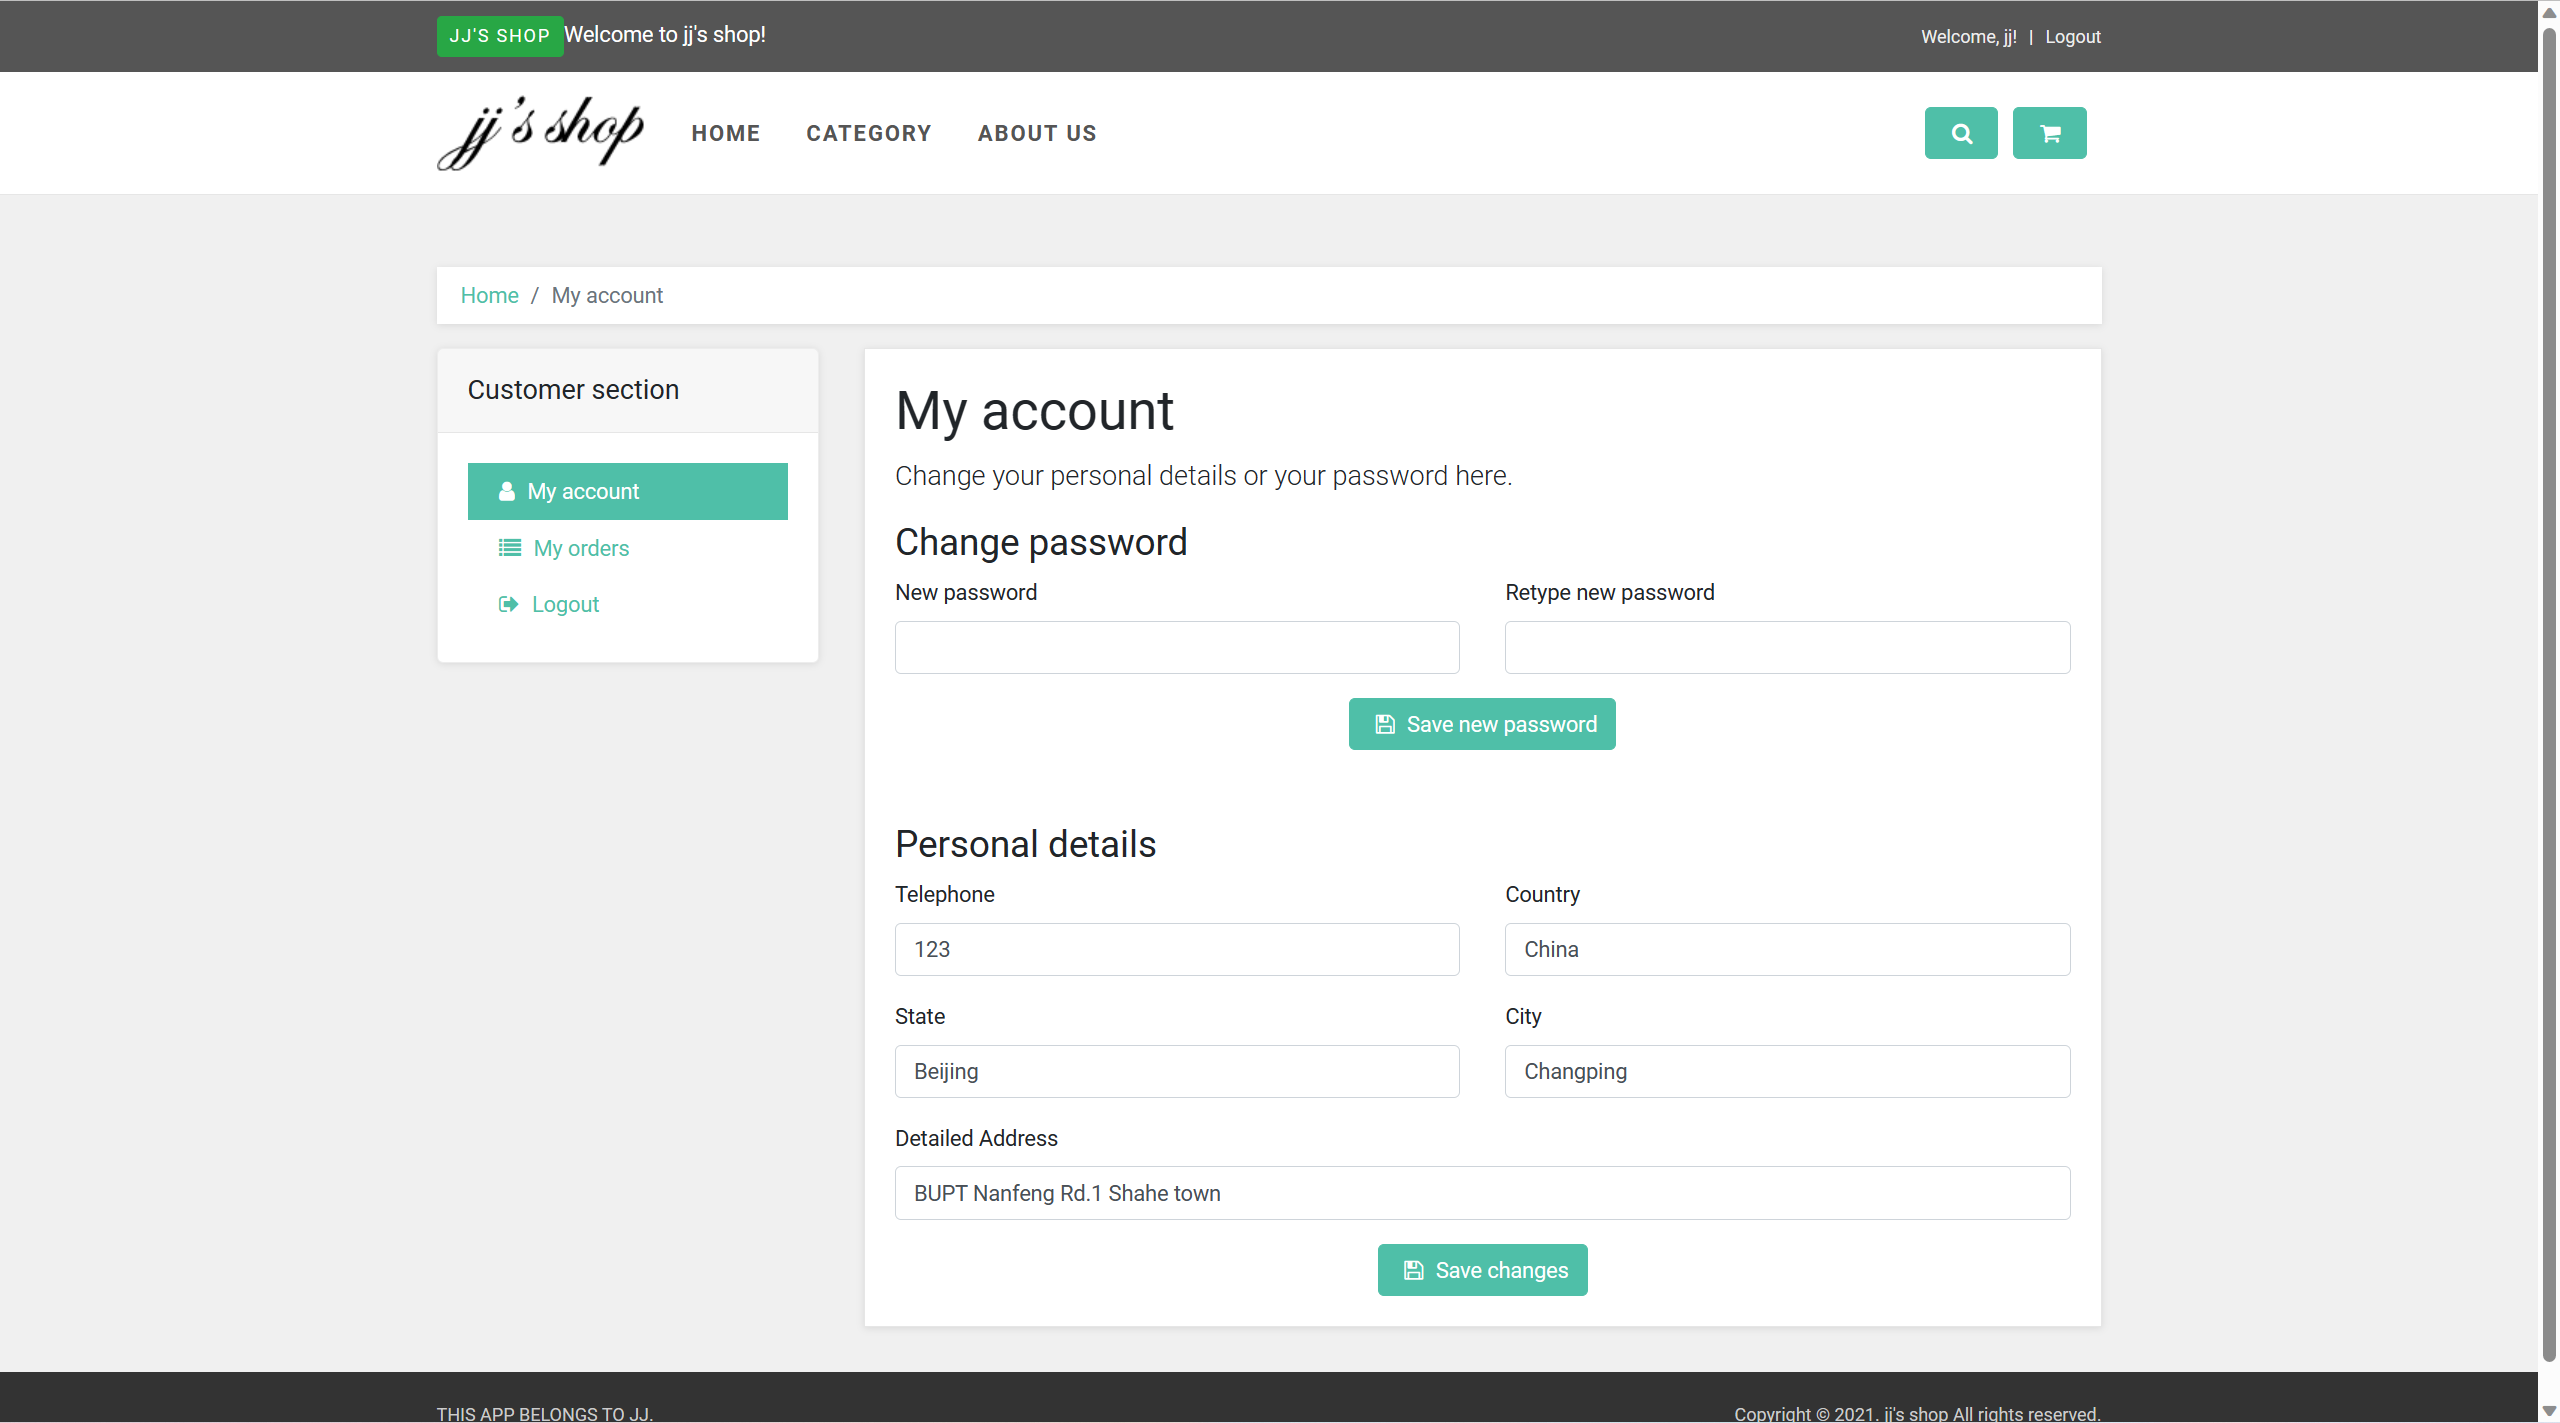 JJ'S SHOP Welcome to jj's shop! Welcome, jj! | Logout
jj's shop HOME CATEGORY ABOUT US
Home / My account
Customer section
My account
My orders
Logout
My account
Change your personal details or your password here.
Change password
New password Retype new password
Save new password
Personal details
Telephone Country
123 China
State City
Beijing Changping
Detailed Address
BUPT Nanfeng Rd.1 Shahe town
Save changes
THIS APP BELONGS TO JJ. Copyright © 2021. jj's shop All rights reserved.